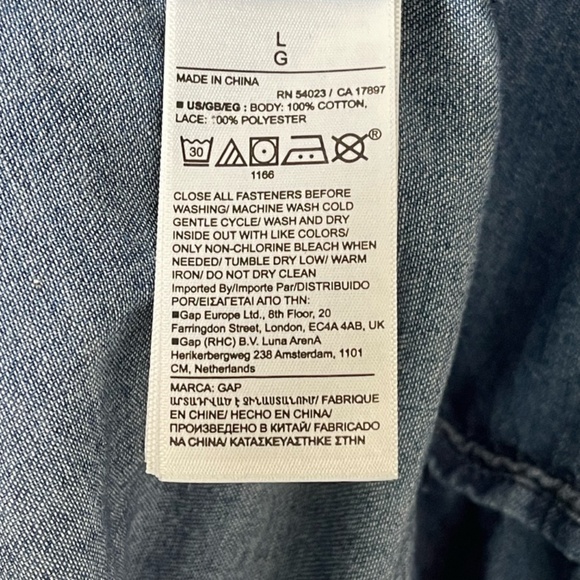 L
G
MADE IN CHINA
RN 54023 / CA 17897
■ US/GB/EG : BODY: 100% COTTON,
LACE: 100% POLYESTER
30
®
1166
CLOSE ALL FASTENERS BEFORE
WASHING/ MACHINE WASH COLD
GENTLE CYCLE/ WASH AND DRY
INSIDE OUT WITH LIKE COLORS/
ONLY NON-CHLORINE BLEACH WHEN
NEEDED/ TUMBLE DRY LOW/ WARM
IRON/ DO NOT DRY CLEAN
Imported By/Importe Par/DISTRIBUIDO
POR/ΕΙΣΑΓΕΤΑΙ ΑΠΟ ΤΗΝ:
■Gap Europe Ltd., 8th Floor, 20
Farringdon Street, London, EC4A 4AB, UK
■Gap (RHC) B.V. Luna ArenA
Herikerbergweg 238 Amsterdam, 1101
CM, Netherlands
MARCA: GAP
ԱՐՏԱԴՐՎԱԾ Է ՉԻՆԱՍՏԱՆՈՒՄ/ FABRIQUE
EN CHINE/ HECHO EN CHINA/
ПРОИЗВЕДЕНО В КИТАЙ/ FABRICADO
NA CHINA/ ΚΑΤΑΣΚΕΥΑΣΤΗΚΕ ΣΤΗΝ